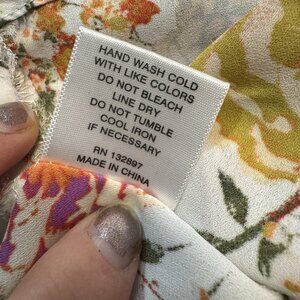 HAND WASH COLD
WITH LIKE COLORS
DO NOT BLEACH
LINE DRY
DO NOT TUMBLE
COOL IRON
IF NECESSARY
RN 132897
MADE IN CHINA